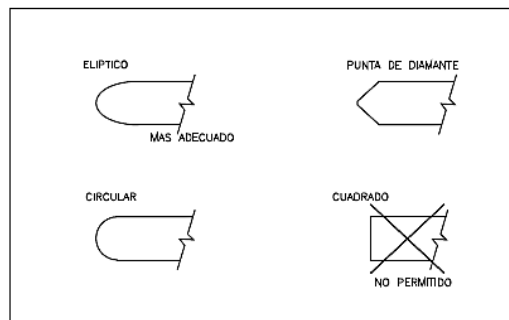 ELIPTICO
PUNTA DE DIAMANTE
MAS ADECUADO
CIRCULAR
CUADRADO
NO PERMITIDO